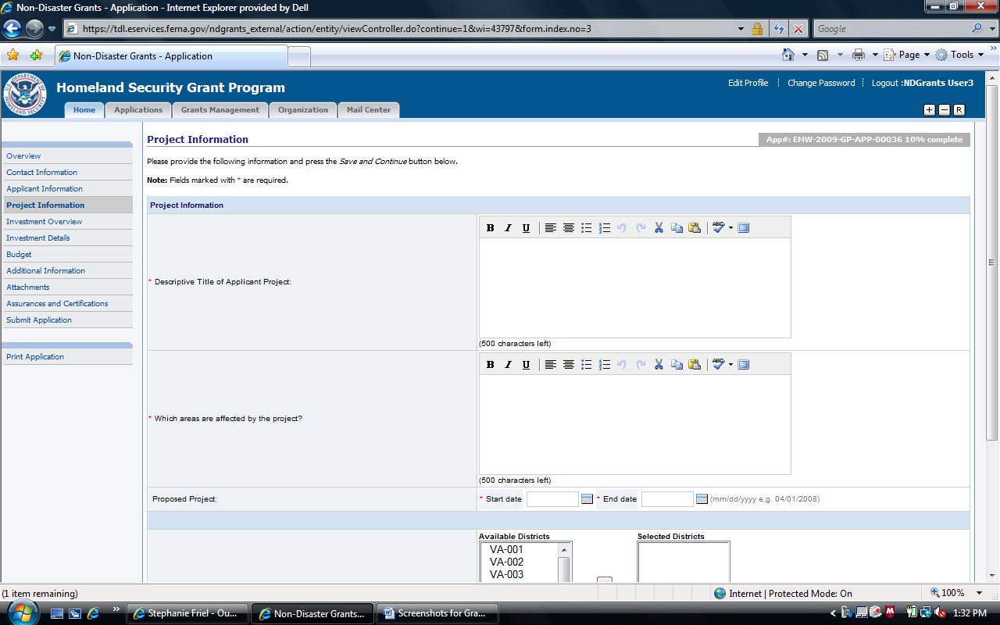 Non-Disaster Grants - Application - Internet Explorer provided by Dell
https://tdl.eservices.fema.gov/ndgrants_external/action/entity/viewController.do?continue=1&wi=43797&form.index.no=3
Google
Non-Disaster Grants - Application
Page
Tools
Homeland Security Grant Program
Edit Profile
Change Password
Logout :NDGrants User3
Home
Applications
Grants Management
Organization
Mail Center
+ − R
Overview
Contact Information
Applicant Information
Project Information
Investment Overview
Investment Details
Budget
Additional Information
Attachments
Assurances and Certifications
Submit Application
Print Application
Project Information
App#: EMW-2009-GP-APP-00036 10% complete
Please provide the following information and press the Save and Continue button below.
Note: Fields marked with * are required.
Project Information
* Descriptive Title of Applicant Project:
B I U ABC
(500 characters left)
* Which areas are affected by the project?
B I U ABC
(500 characters left)
Proposed Project:
* Start date
* End date
(mm/dd/yyyy e.g. 04/01/2008)
Available Districts
VA-001
VA-002
VA-003
Selected Districts
(1 item remaining)
Internet | Protected Mode: On
100%
Stephanie Friel - Ou...
Non-Disaster Grants...
Screenshots for Gra...
1:32 PM